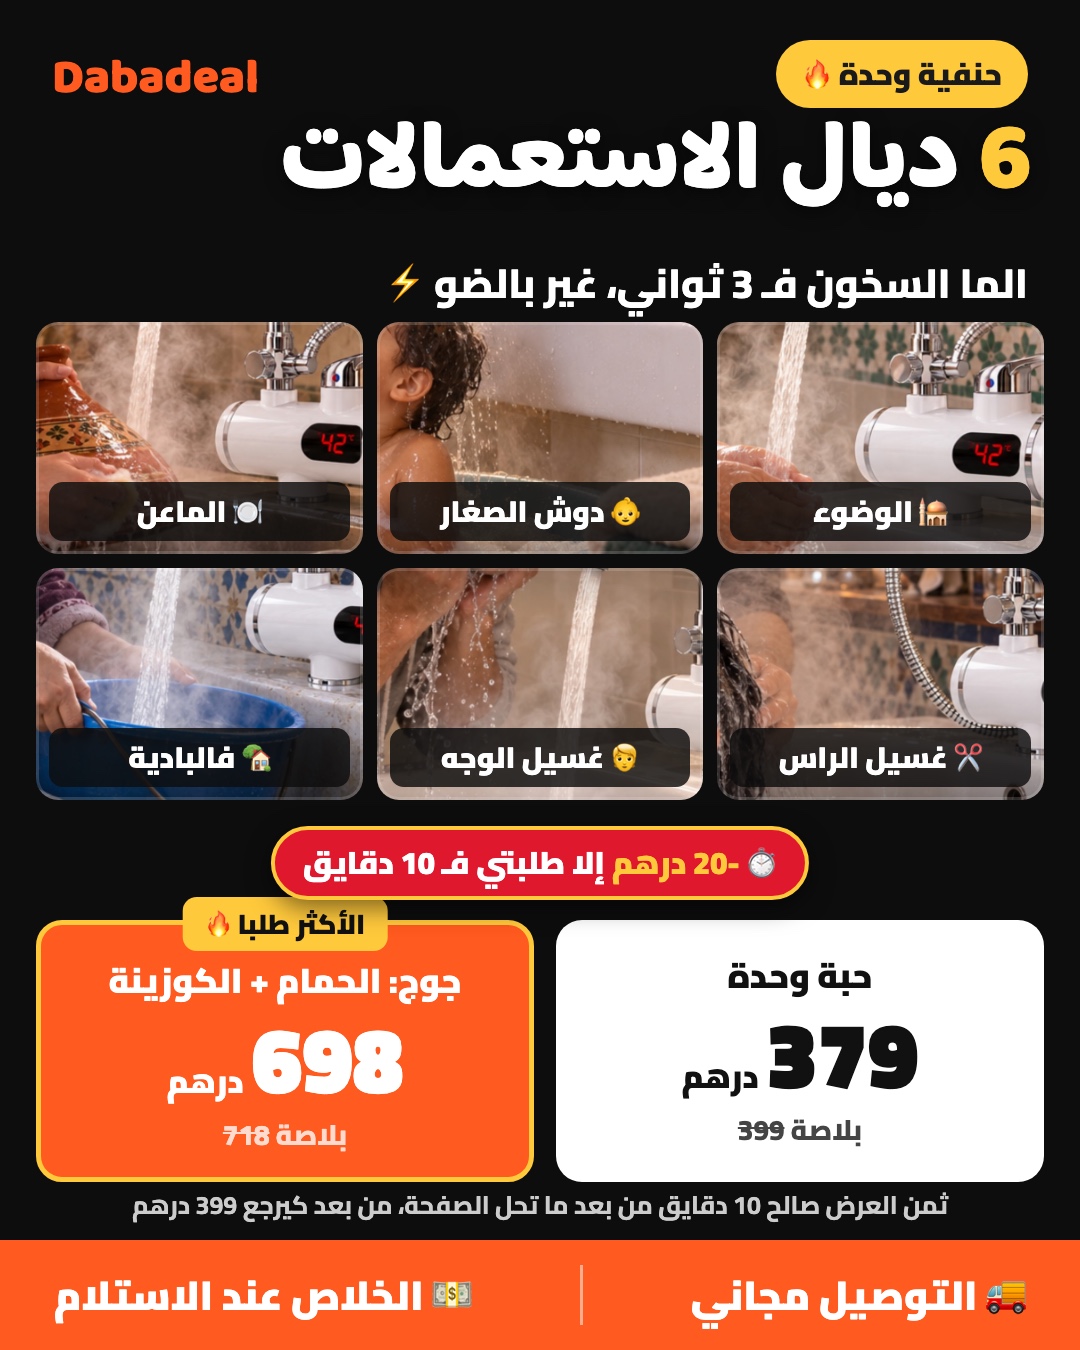 Dabadeal
حنفية وحدة 🔥
6 ديال الاستعمالات
الما السخون فـ 3 ثواني، غير بالضو ⚡
42°C
🕌 الوضوء
👶 دوش الصغار
42°C
🍽️ الماعن
✂️ غسيل الراس
👩 غسيل الوجه
🏡 فالبادية
⏱️ -20 درهم إلا طلبتي فـ 10 دقايق
حبة وحدة
379 درهم
بلاصة 399
الأكثر طلبا 🔥
جوج: الحمام + الكوزينة
698 درهم
بلاصة 718
ثمن العرض صالح 10 دقايق من بعد ما تحل الصفحة، من بعد كيرجع 399 درهم
🚚 التوصيل مجاني
💵 الخلاص عند الاستلام